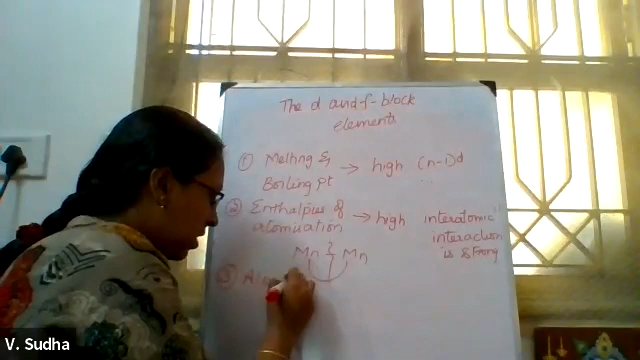 The d and f-block
elements
① Melting & → high (n-1)d
Boiling pt
② Enthalpies of → high interatomic
atomisation interaction
is strong
Mn Mn
③
V. Sudha